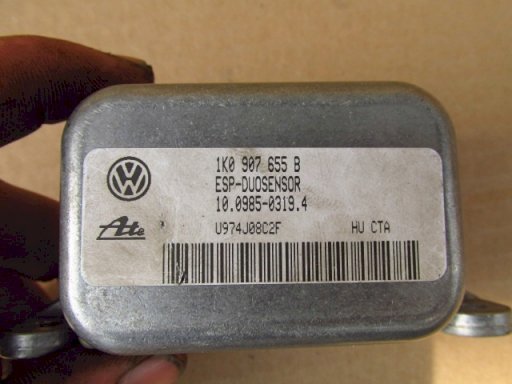 1K0 907 655 B
ESP-DUOSENSOR
10.0985-0319.4
Ate
U974J08C2F HU CTA